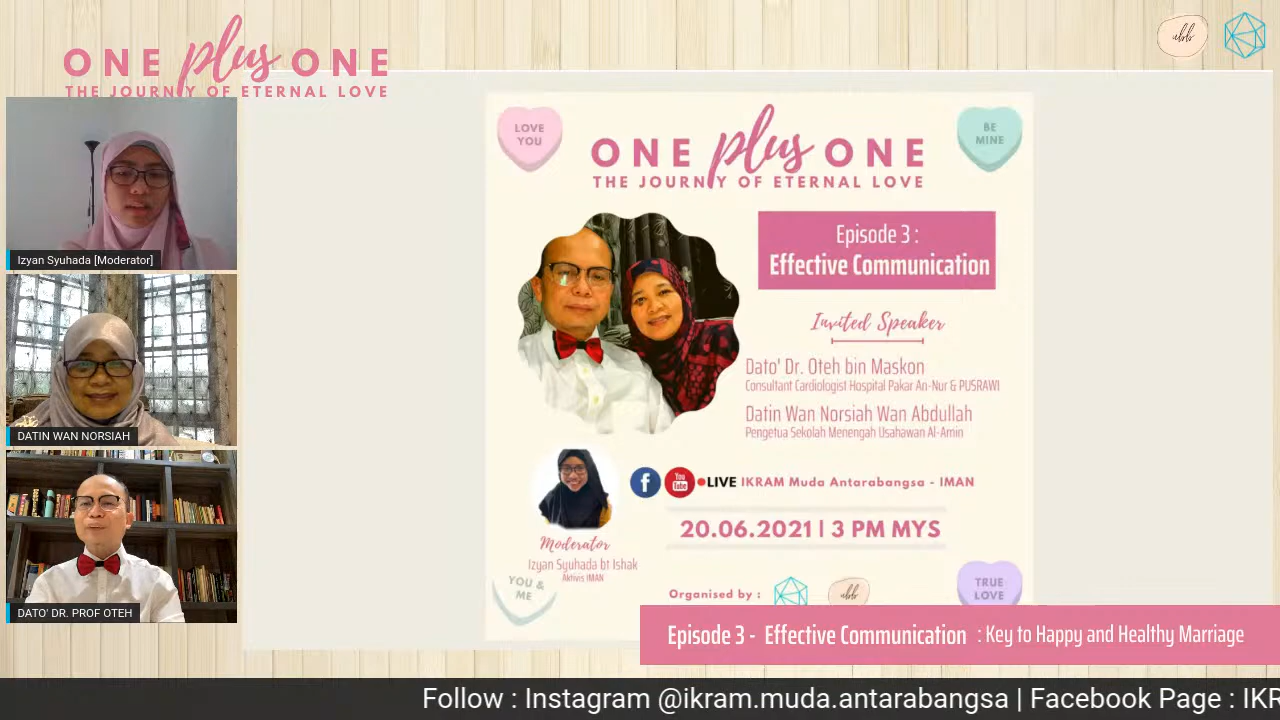 ONE plus ONE
THE JOURNEY OF ETERNAL LOVE
Izyan Syuhada [Moderator]
DATIN WAN NORSIAH
DATO' DR. PROF OTEH
LOVE
YOU
BE
MINE
ONE plus ONE
THE JOURNEY OF ETERNAL LOVE
Episode 3 :
Effective Communication
Invited Speaker
Dato' Dr. Oteh bin Maskon
Consultant Cardiologist Hospital Pakar An-Nur & PUSRAWI
Datin Wan Norsiah Wan Abdullah
Pengetua Sekolah Menengah Usahawan Al-Amin
You
Tube
LIVE IKRAM Muda Antarabangsa - IMAN
20.06.2021 | 3 PM MYS
Moderator
Izyan Syuhada bt Ishak
Aktivis IMAN
YOU &
ME
Organised by :
TRUE
LOVE
Episode 3 - Effective Communication : Key to Happy and Healthy Marriage
Follow : Instagram @ikram.muda.antarabangsa | Facebook Page : IKR